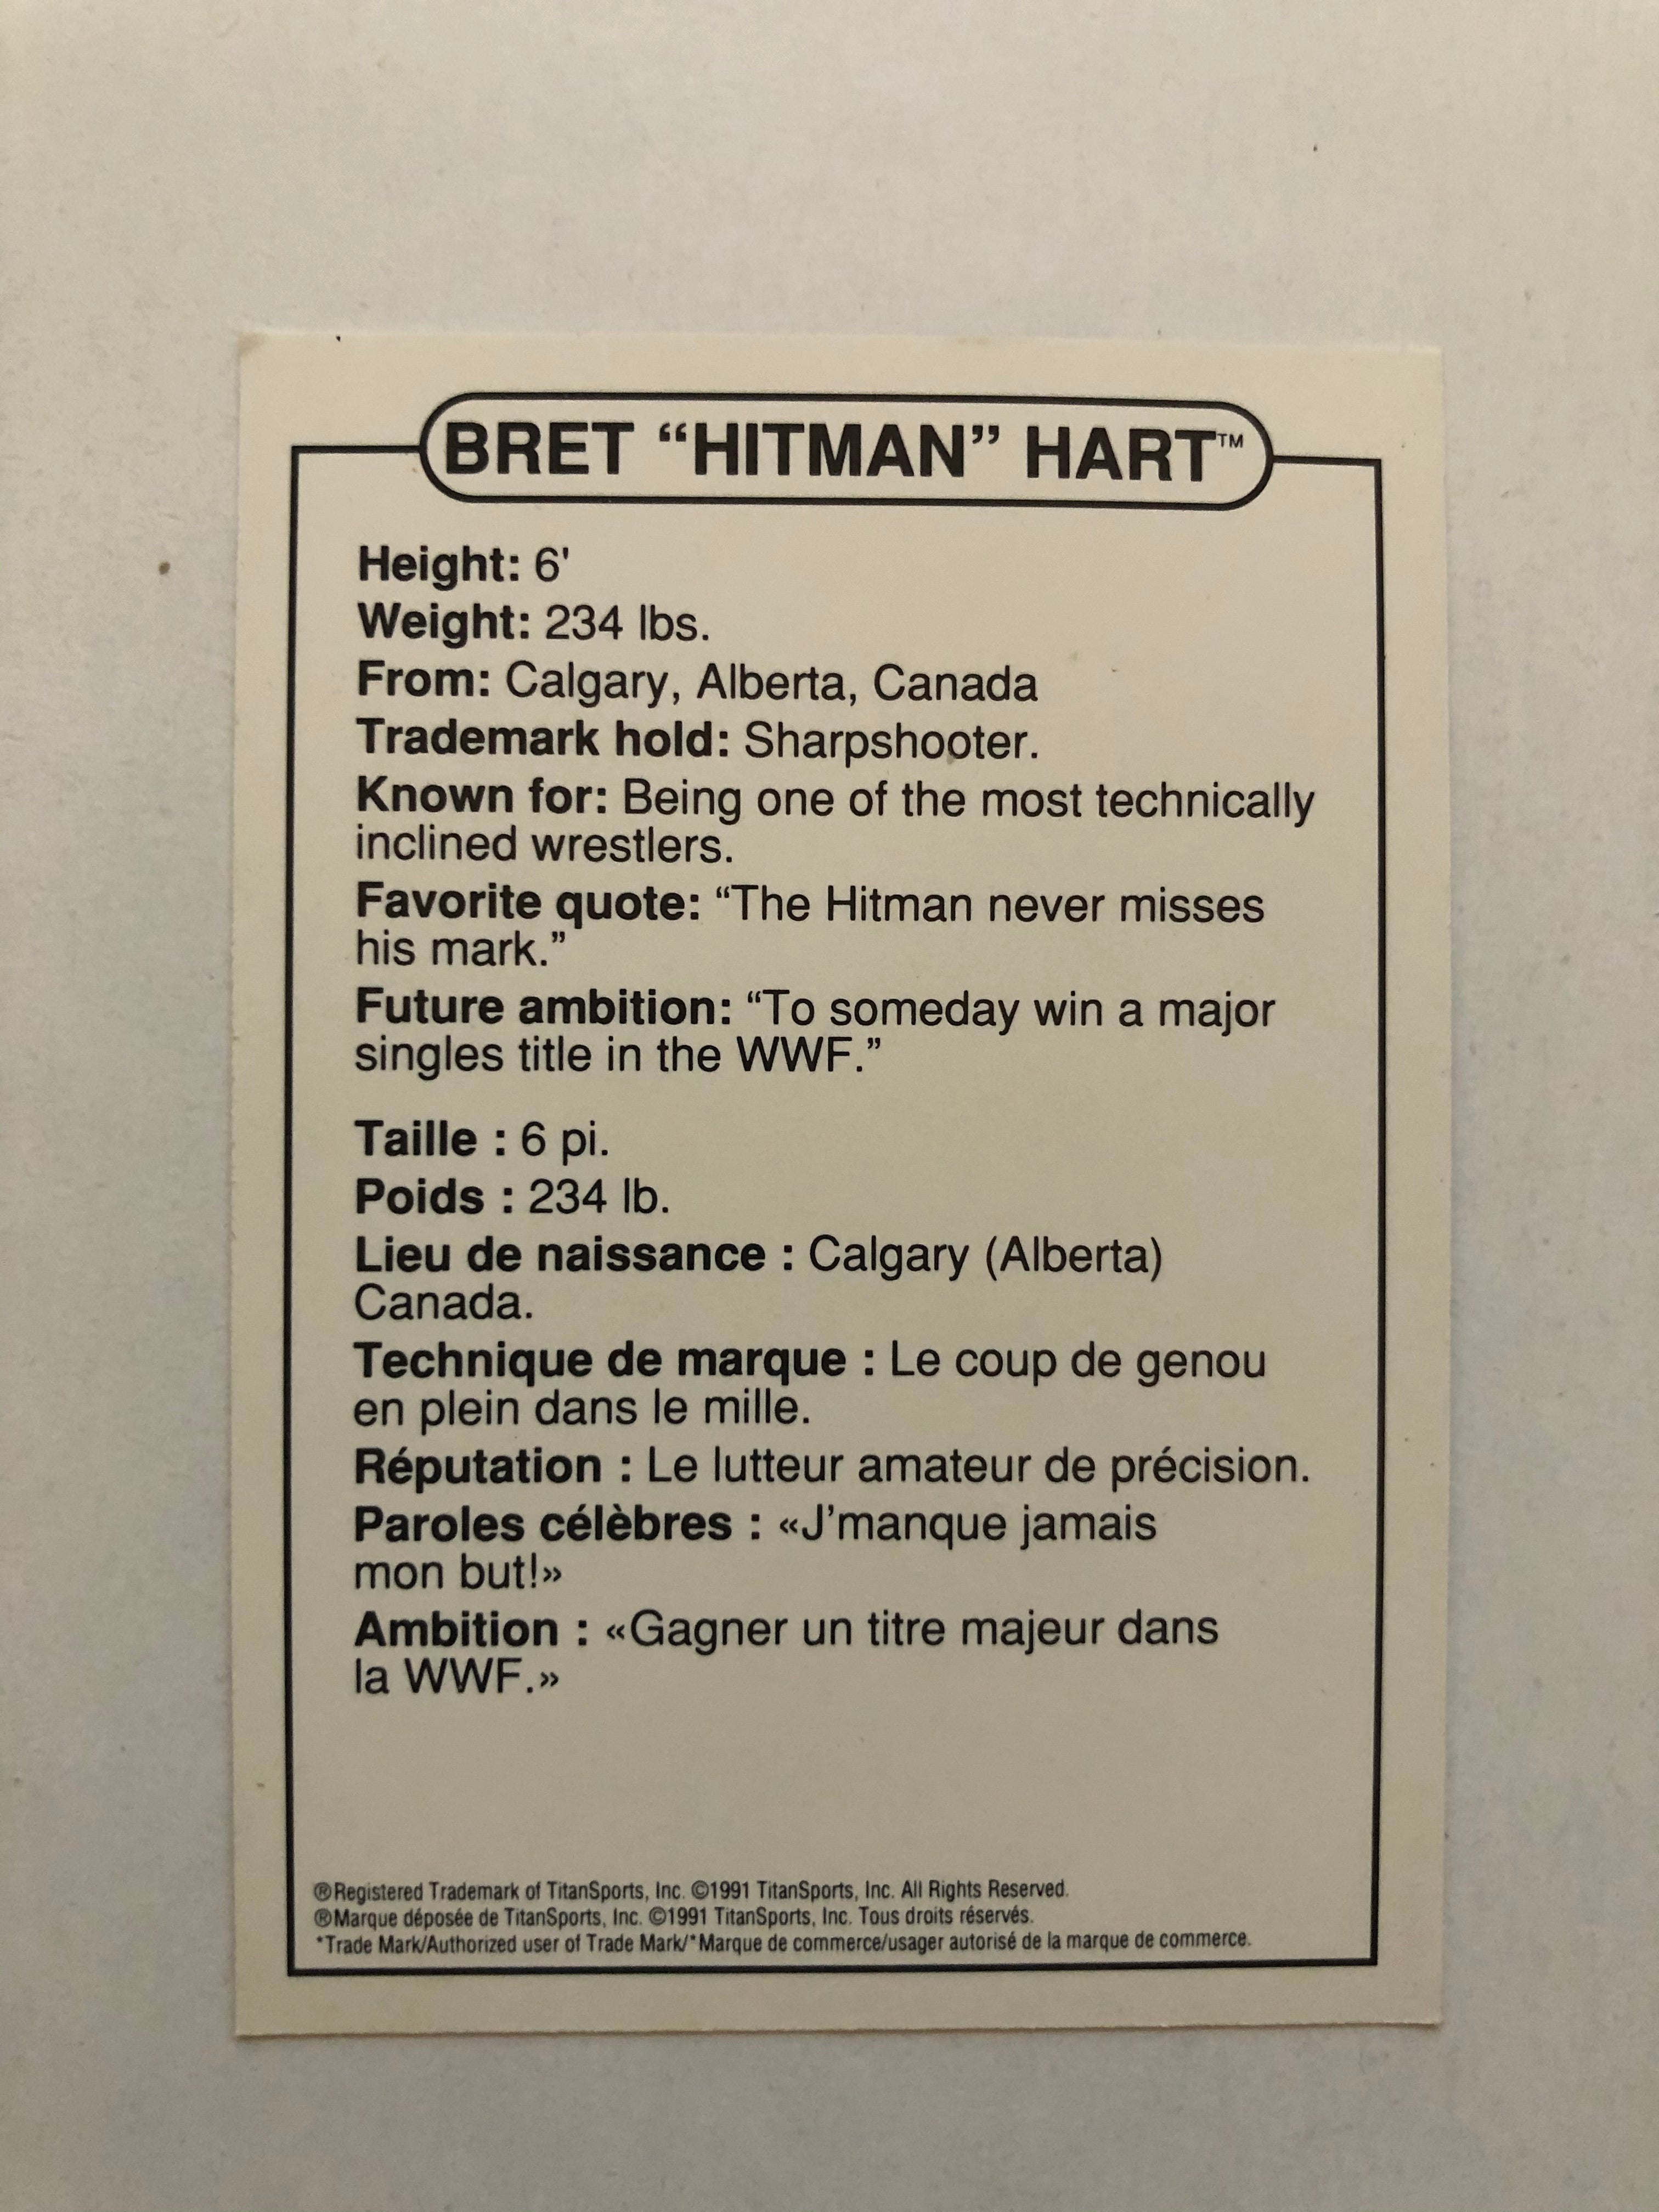 BRET “HITMAN” HART™
Height: 6'
Weight: 234 lbs.
From: Calgary, Alberta, Canada
Trademark hold: Sharpshooter.
Known for: Being one of the most technically
inclined wrestlers.
Favorite quote: “The Hitman never misses
his mark.”
Future ambition: “To someday win a major
singles title in the WWF.”
Taille : 6 pi.
Poids : 234 lb.
Lieu de naissance : Calgary (Alberta)
Canada.
Technique de marque : Le coup de genou
en plein dans le mille.
Réputation : Le lutteur amateur de précision.
Paroles célèbres : «J’manque jamais
mon but!»
Ambition : «Gagner un titre majeur dans
la WWF.»
®Registered Trademark of TitanSports, Inc. ©1991 TitanSports, Inc. All Rights Reserved.
®Marque déposée de TitanSports, Inc. ©1991 TitanSports, Inc. Tous droits réservés.
*Trade Mark/Authorized user of Trade Mark/*Marque de commerce/usager autorisé de la marque de commerce.